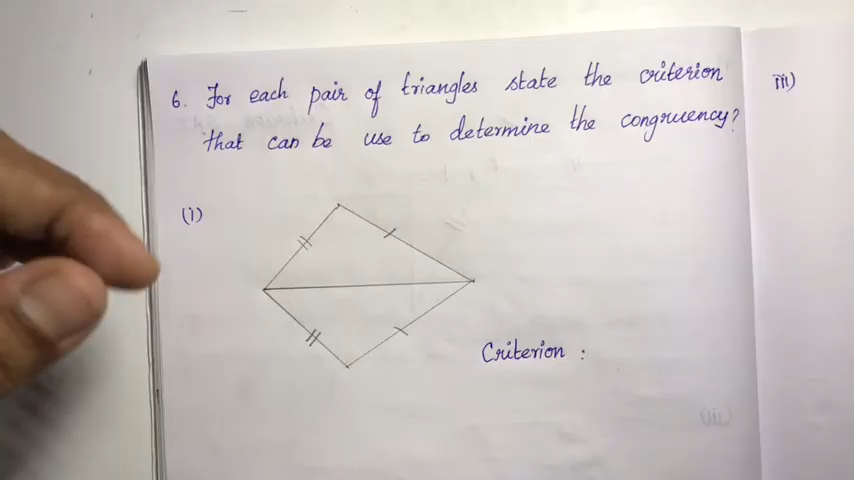 6. For each pair of triangles state the criterion
that can be use to determine the congruency?
(i)
Criterion :
iii)